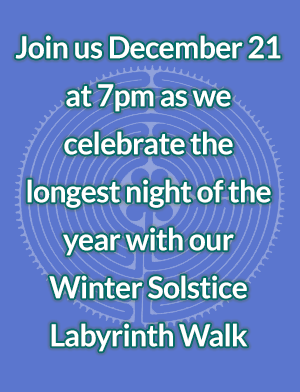 Join us December 21
at 7pm as we
celebrate the
longest night of the
year with our
Winter Solstice
Labyrinth Walk